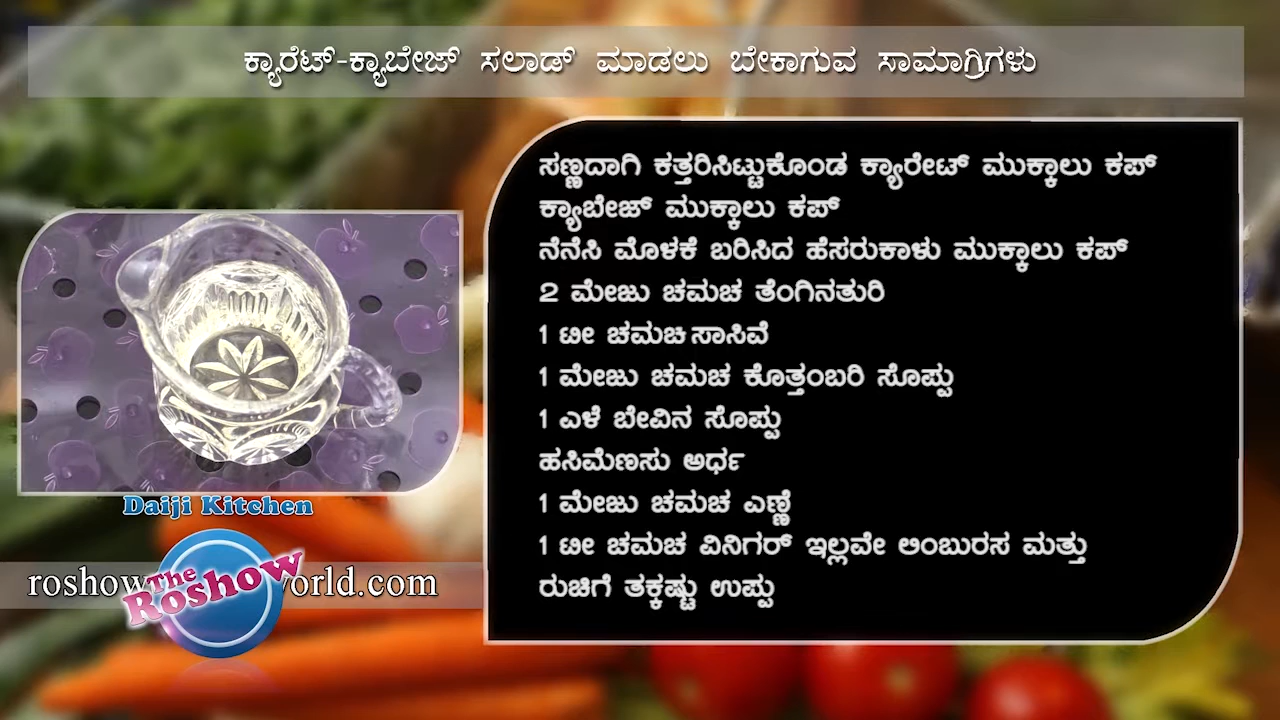 ಕ್ಯಾರೆಟ್-ಕ್ಯಾಬೇಜ್ ಸಲಾಡ್ ಮಾಡಲು ಬೇಕಾಗುವ ಸಾಮಾಗ್ರಿಗಳು
ಸಣ್ಣದಾಗಿ ಕತ್ತರಿಸಿಟ್ಟುಕೊಂಡ ಕ್ಯಾರೇಟ್ ಮುಕ್ಕಾಲು ಕಪ್
ಕ್ಯಾಬೇಜ್ ಮುಕ್ಕಾಲು ಕಪ್
ನೆನೆಸಿ ಮೊಳಕೆ ಬರಿಸಿದ ಹೆಸರುಕಾಳು ಮುಕ್ಕಾಲು ಕಪ್
2 ಮೇಜು ಚಮಚ ತೆಂಗಿನತುರಿ
1 ಟೀ ಚಮಚ ಸಾಸಿವೆ
1 ಮೇಜು ಚಮಚ ಕೊತ್ತಂಬರಿ ಸೊಪ್ಪು
1 ಎಳೆ ಬೇವಿನ ಸೊಪ್ಪು
ಹಸಿಮೆಣಸು ಅರ್ಧ
1 ಮೇಜು ಚಮಚ ಎಣ್ಣೆ
1 ಟೀ ಚಮಚ ವಿನಿಗರ್ ಇಲ್ಲವೇ ಲಿಂಬುರಸ ಮತ್ತು
ರುಚಿಗೆ ತಕ್ಕಷ್ಟು ಉಪ್ಪು
Daiji Kitchen
The
Roshow